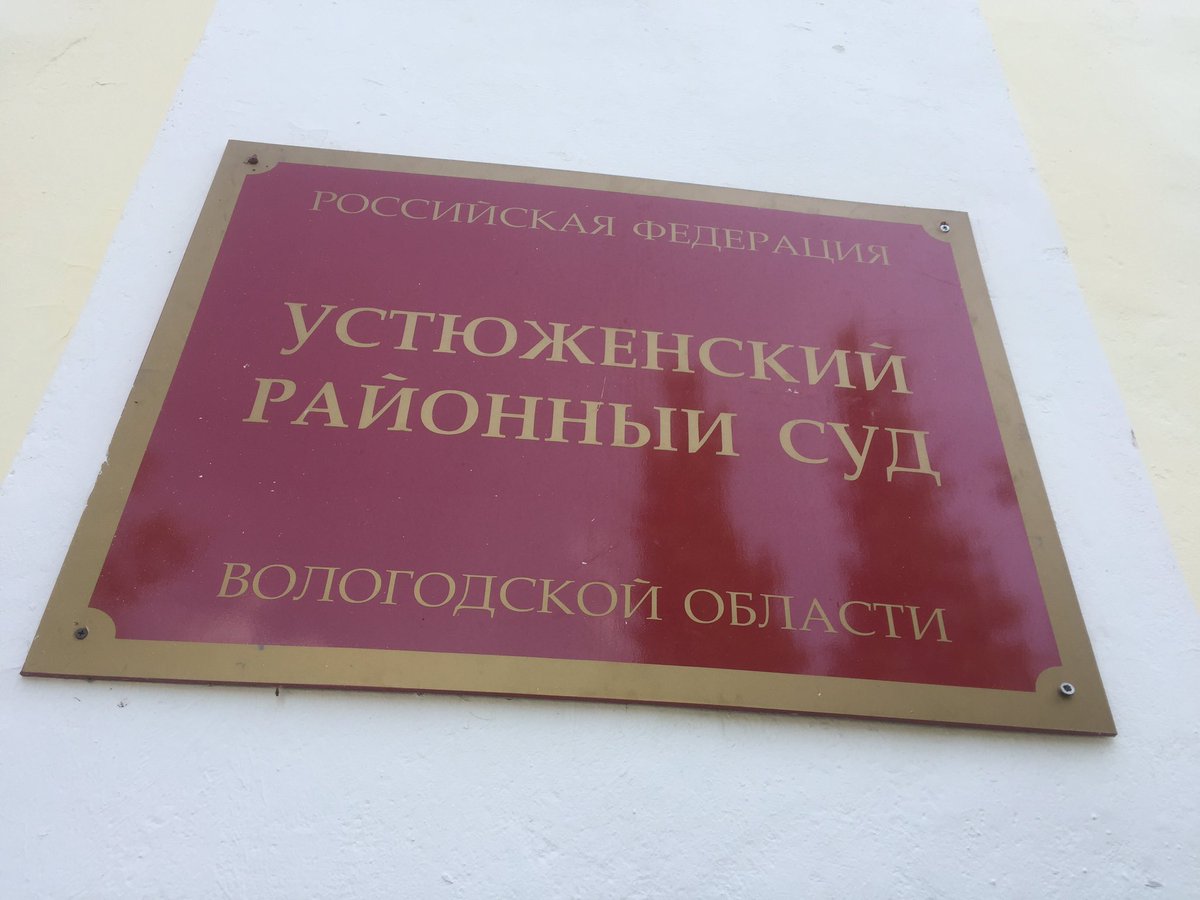 РОССИЙСКАЯ ФЕДЕРАЦИЯ
УСТЮЖЕНСКИЙ
РАЙОННЫЙ СУД
ВОЛОГОДСКОЙ ОБЛАСТИ